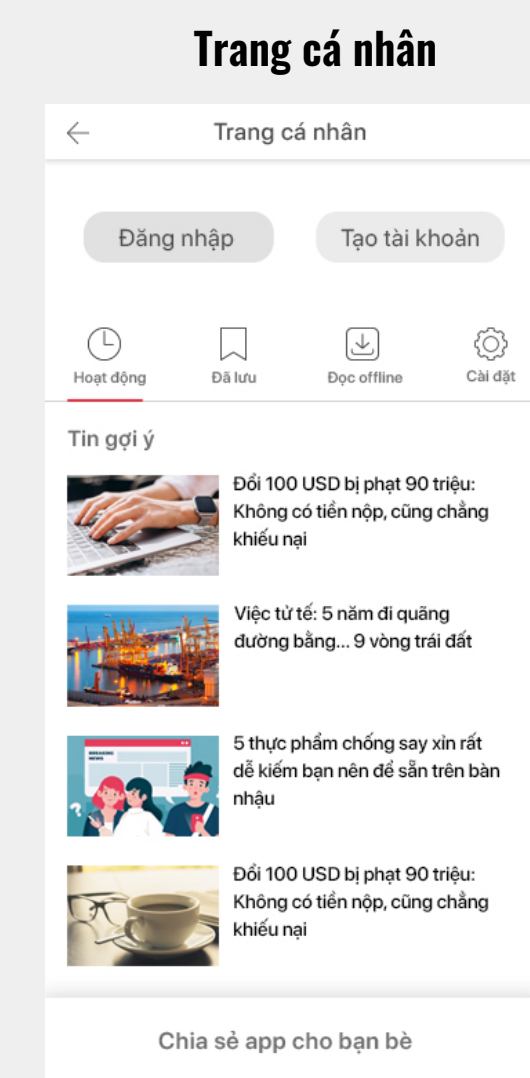 Trang cá nhân
Trang cá nhân
Đăng nhập
Tạo tài khoản
Hoạt động
Đã lưu
Đọc offline
Cài đặt
Tin gợi ý
Đổi 100 USD bị phạt 90 triệu:
Không có tiền nộp, cũng chẳng
khiếu nại
Việc tử tế: 5 năm đi quãng
đường bằng... 9 vòng trái đất
BREAKING
NEWS
5 thực phẩm chống say xỉn rất
dễ kiếm bạn nên để sẵn trên bàn
nhậu
Đổi 100 USD bị phạt 90 triệu:
Không có tiền nộp, cũng chẳng
khiếu nại
Chia sẻ app cho bạn bè